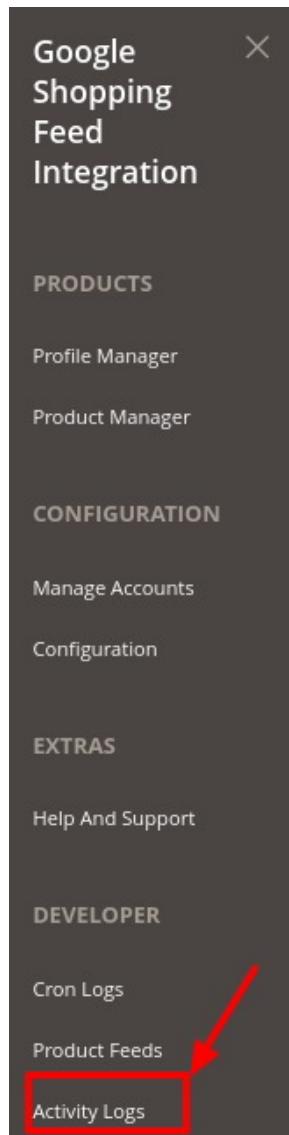 Google
Shopping
Feed
Integration
PRODUCTS
Profile Manager
Product Manager
CONFIGURATION
Manage Accounts
Configuration
EXTRAS
Help And Support
DEVELOPER
Cron Logs
Product Feeds
Activity Logs